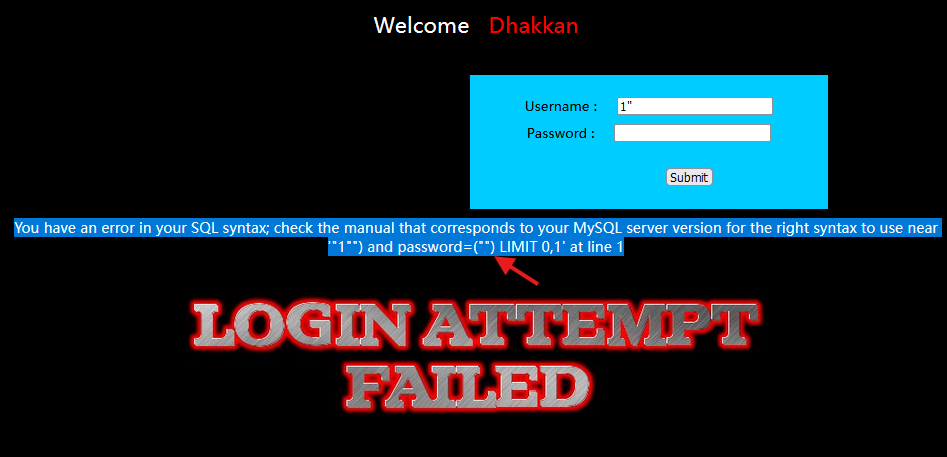 Welcome Dhakkan
Username : 1"
Password :
Submit
You have an error in your SQL syntax; check the manual that corresponds to your MySQL server version for the right syntax to use near
'"1"") and password=("") LIMIT 0,1' at line 1
LOGIN ATTEMPT
FAILED